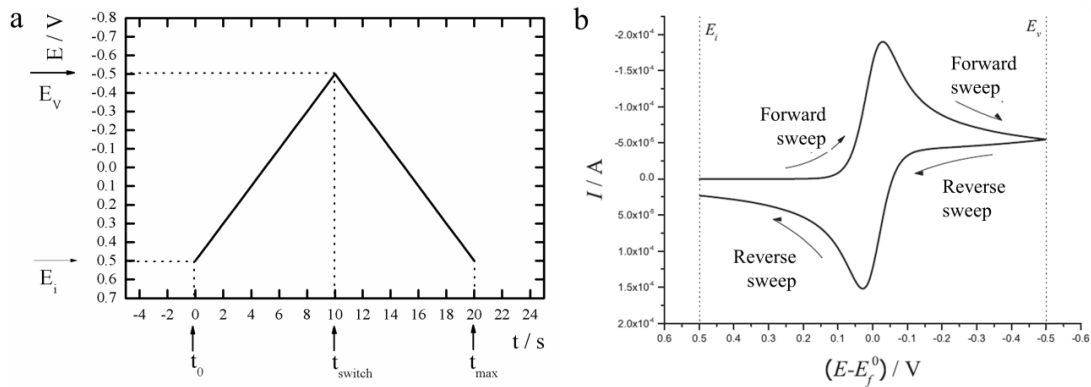 a
E / V
-0.8
-0.7
-0.6
-0.5
-0.4
-0.3
-0.2
-0.1
0.0
0.1
0.2
0.3
0.4
0.5
0.6
0.7
E_V
E_i
-4 -2 0 2 4 6 8 10 12 14 16 18 20 22 24
t / s
t_0
t_switch
t_max
b
I / A
-2.0x10⁻⁴
-1.5x10⁻⁴
-1.0x10⁻⁴
-5.0x10⁻⁵
0.0
5.0x10⁻⁵
1.0x10⁻⁴
1.5x10⁻⁴
2.0x10⁻⁴
E_i
E_v
Forward
sweep
Forward
sweep
Reverse
sweep
Reverse
sweep
0.6 0.5 0.4 0.3 0.2 0.1 0.0 -0.1 -0.2 -0.3 -0.4 -0.5 -0.6
(E-E_f^0) / V